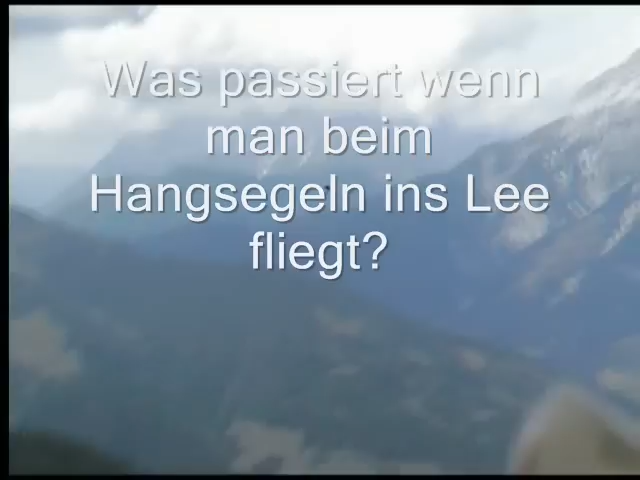 Was passiert wenn
man beim
Hangsegeln ins Lee
fliegt?